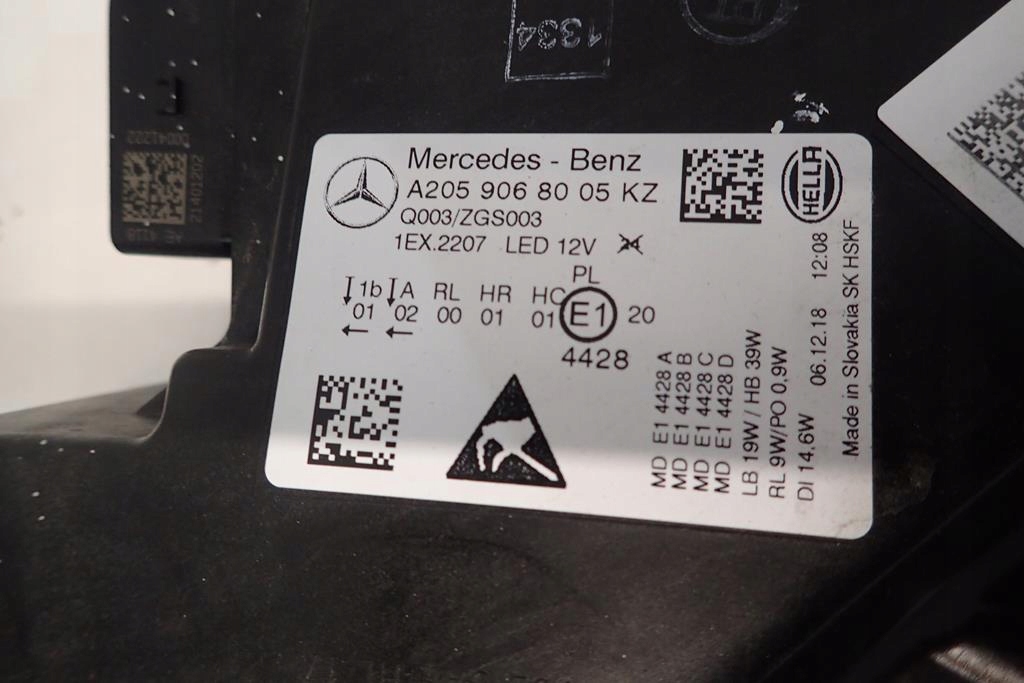 1334
D0041202
21401202
Mercedes - Benz
A205 906 80 05 KZ
Q003/ZGS003
1EX.2207 LED 12V 24
HELLA
PL
1b A RL HR HC
01 02 00 01 01 E1 20
4428
MD E1 4428 A
MD E1 4428 B
MD E1 4428 C
MD E1 4428 D
LB 19W / HB 39W
RL 9W/PO 0,9W
DI 14,6W
06.12.18 12:08
Made in Slovakia SK HSKF